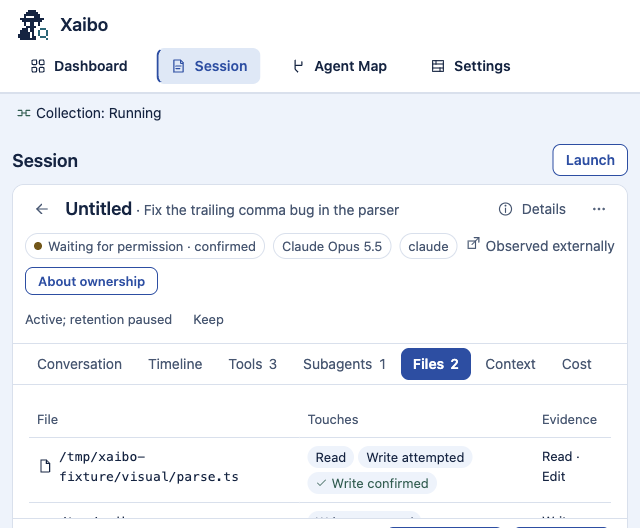 Xaibo
Dashboard Session Agent Map Settings
Collection: Running
Session Launch
Untitled · Fix the trailing comma bug in the parser Details ···
Waiting for permission · confirmed Claude Opus 5.5 claude Observed externally
About ownership
Active; retention paused Keep
Conversation Timeline Tools 3 Subagents 1 Files 2 Context Cost
File Touches Evidence
/tmp/xaibo- Read Write attempted Read ·
fixture/visual/parse.ts Write confirmed Edit